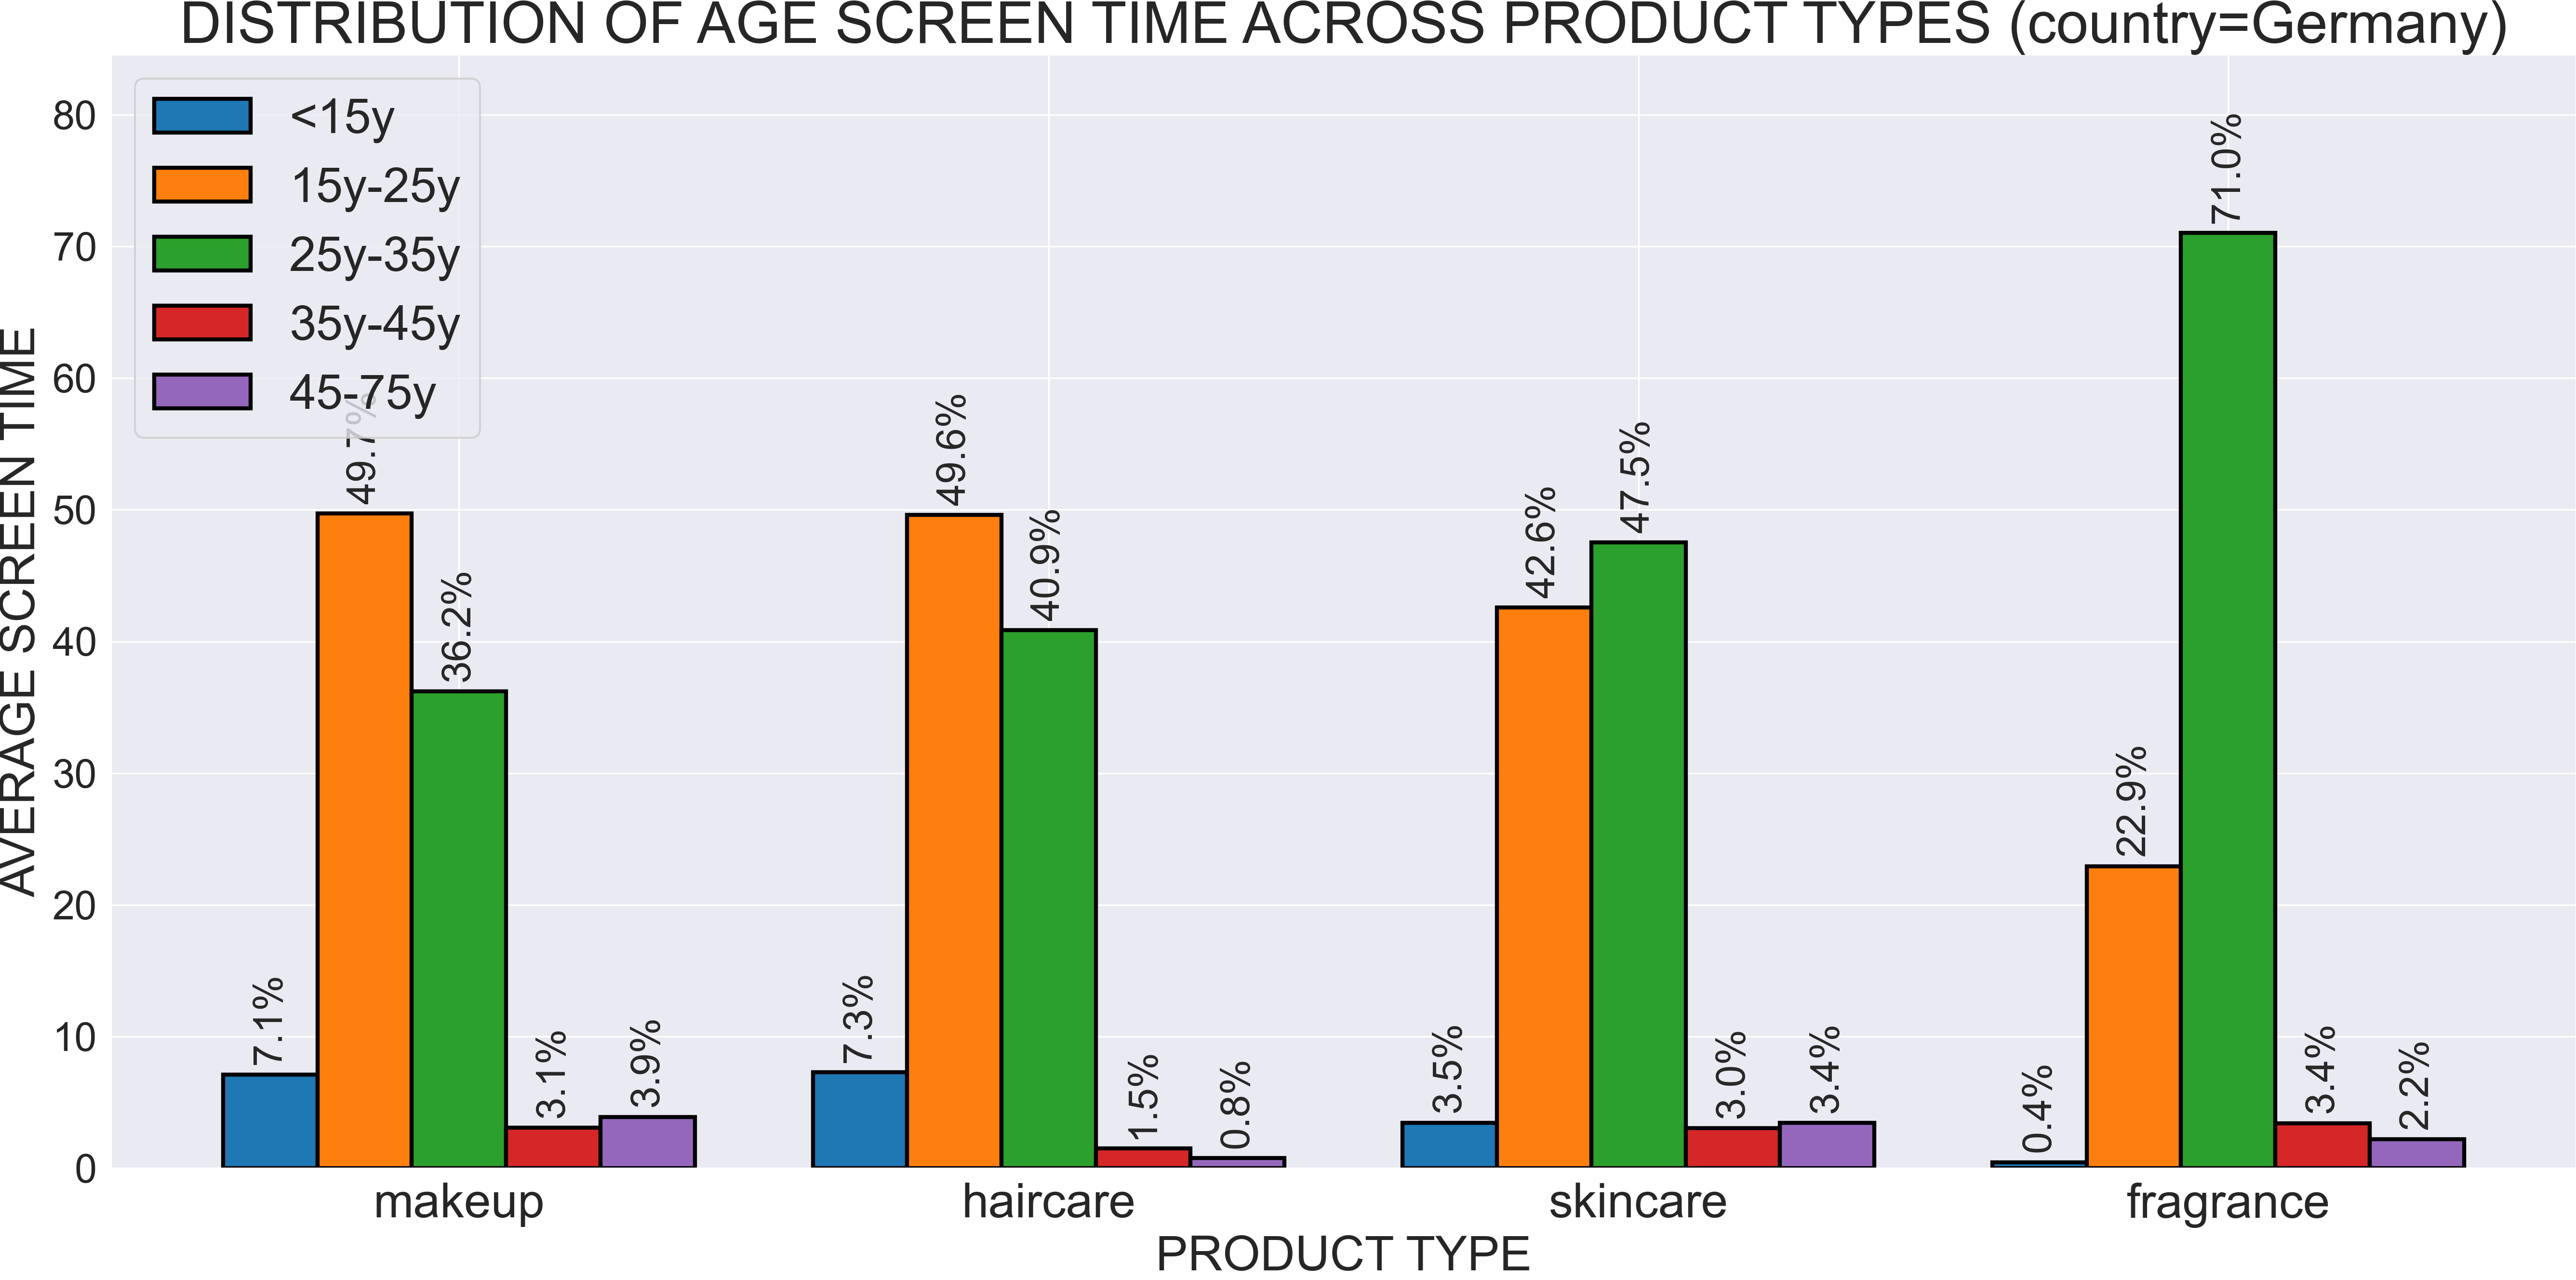 DISTRIBUTION OF AGE SCREEN TIME ACROSS PRODUCT TYPES (country=Germany)
AVERAGE SCREEN TIME
80
70
60
50
40
30
20
10
0
<15y
15y-25y
25y-35y
35y-45y
45-75y
7.1%
49.7%
36.2%
3.1%
3.9%
7.3%
49.6%
40.9%
1.5%
0.8%
3.5%
42.6%
47.5%
3.0%
3.4%
0.4%
22.9%
71.0%
3.4%
2.2%
makeup
haircare
skincare
fragrance
PRODUCT TYPE